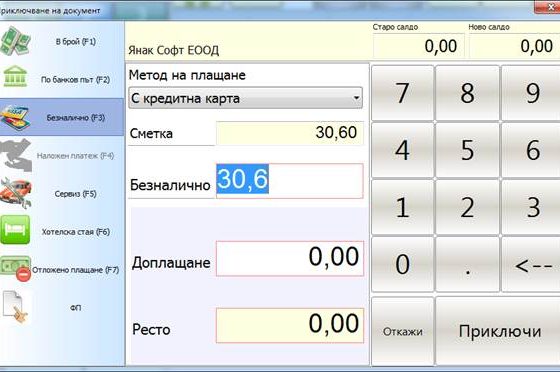 Приключване на документ
В брой (F1)
По банков път (F2)
Безналично (F3)
Наложен платеж (F4)
Сервиз (F5)
Хотелска стая (F6)
Отложено плащане (F7)
ФП
Янак Софт ЕООД
Старо салдо
0,00
Ново салдо
0,00
Метод на плащане
С кредитна карта
Сметка
30,60
Безналично
30,6
Доплащане
0,00
Ресто
0,00
7 8 9
4 5 6
1 2 3
0 . <--
Откажи
Приключи